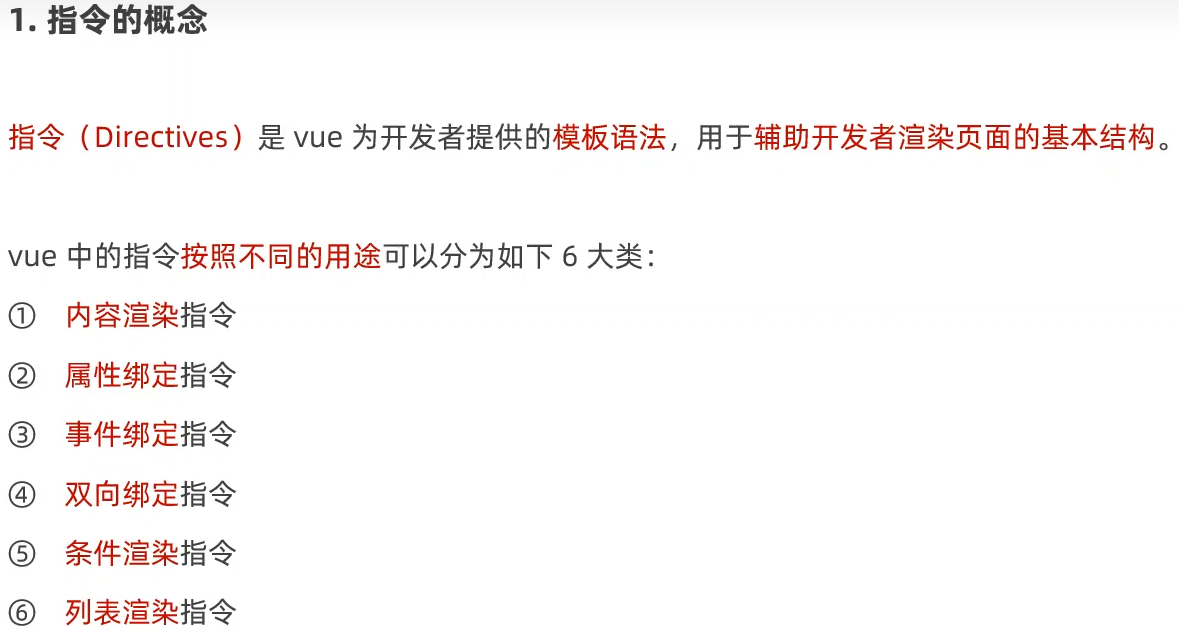 1. 指令的概念
指令（Directives）是 vue 为开发者提供的模板语法，用于辅助开发者渲染页面的基本结构。
vue 中的指令按照不同的用途可以分为如下 6 大类：
① 内容渲染指令
② 属性绑定指令
③ 事件绑定指令
④ 双向绑定指令
⑤ 条件渲染指令
⑥ 列表渲染指令